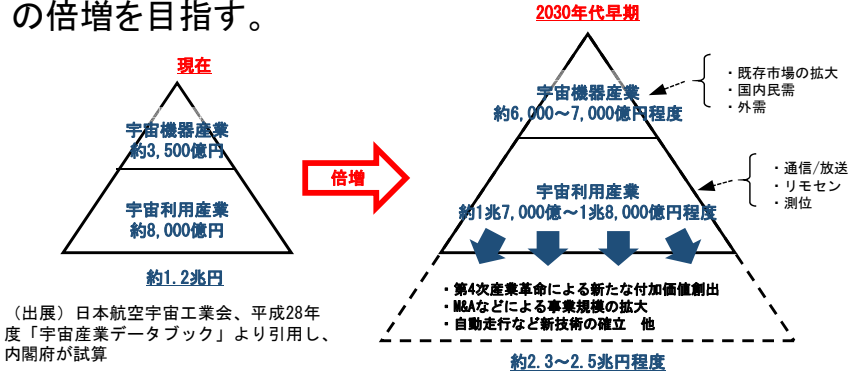 の倍増を目指す。
現在
宇宙機器産業
約3,500億円
宇宙利用産業
約8,000億円
約1.2兆円
(出展)日本航空宇宙工業会、平成28年
度「宇宙産業データブック」より引用し、
内閣府が試算
倍増
2030年代早期
宇宙機器産業
約6,000～7,000億円程度
・既存市場の拡大
・国内民需
・外需
宇宙利用産業
約1兆7,000億～1兆8,000億円程度
・通信/放送
・リモセン
・測位
・第4次産業革命による新たな付加価値創出
・M&Aなどによる事業規模の拡大
・自動走行など新技術の確立 他
約2.3～2.5兆円程度